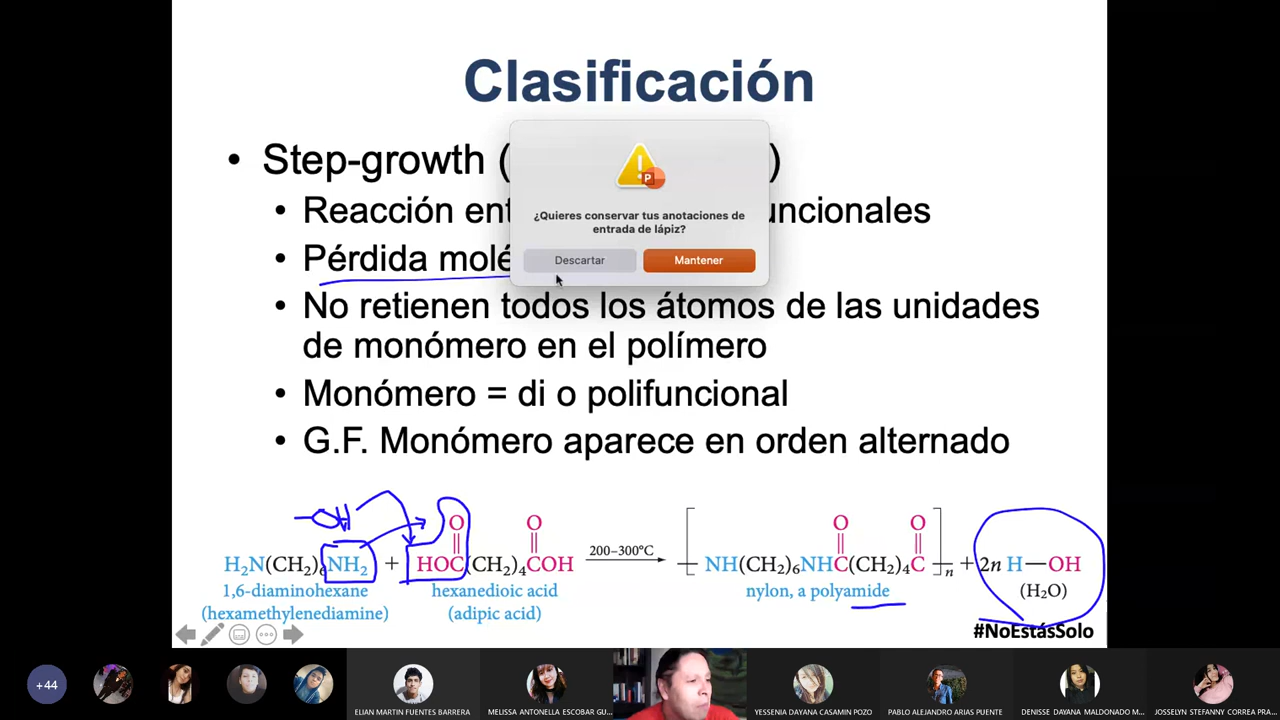 Clasificación
• Step-growth (
)
• Reacción ent
uncionales
• Pérdida molé
• No retienen todos los átomos de las unidades
de monómero en el polímero
• Monómero = di o polifuncional
• G.F. Monómero aparece en orden alternado
P
¿Quieres conservar tus anotaciones de
entrada de lápiz?
Descartar
Mantener
-OH
O O O O
H₂N(CH₂)₆NH₂ + HOC(CH₂)₄COH 200–300°C NH(CH₂)₆NHC(CH₂)₄C n + 2n H—OH
1,6-diaminohexane hexanedioic acid nylon, a polyamide (H₂O)
(hexamethylenediamine) (adipic acid)
#NoEstásSolo
+44
ELIAN MARTIN FUENTES BARRERA
MELISSA ANTONELLA ESCOBAR GU...
YESSENIA DAYANA CASAMIN POZO
PABLO ALEJANDRO ARIAS PUENTE
DENISSE DAYANA MALDONADO M...
JOSSELYN STEFANNY CORREA PRA...